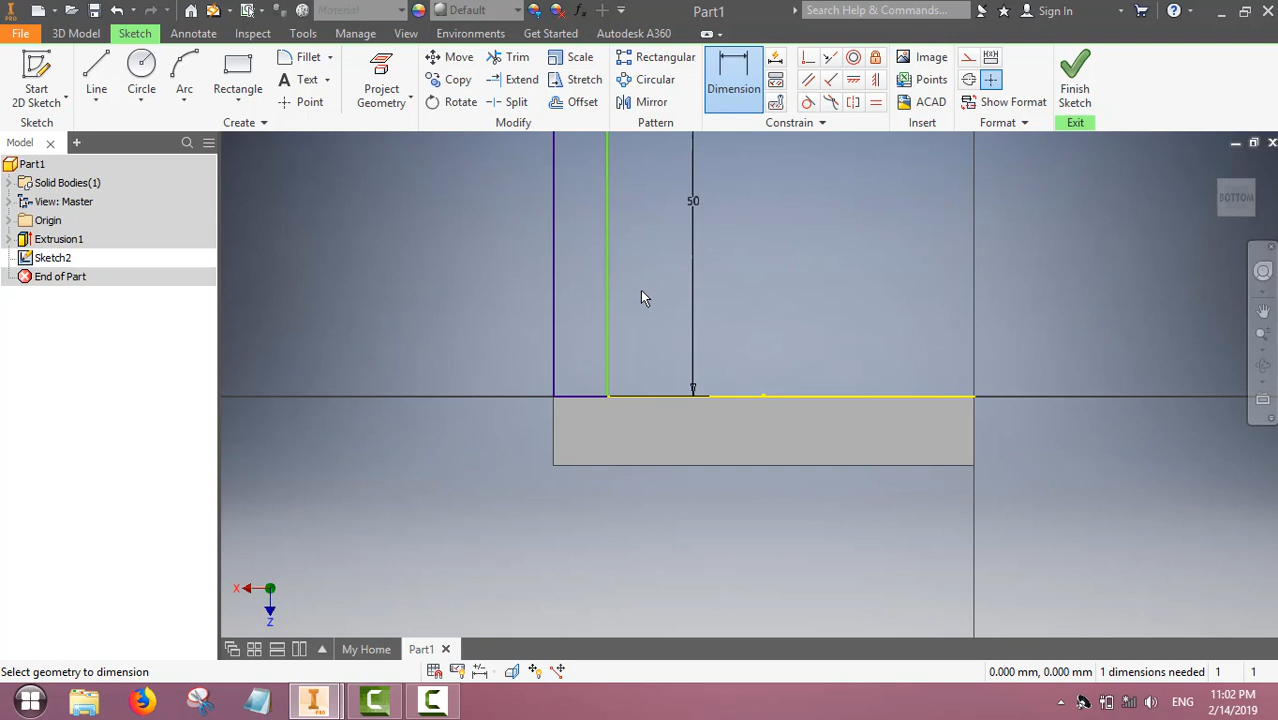 PRO
Material
Default
Part1
Search Help & Commands...
Sign In
File
3D Model
Sketch
Annotate
Inspect
Tools
Manage
View
Environments
Get Started
Autodesk A360
Start
2D Sketch
Line
Circle
Arc
Rectangle
Fillet
Text
Point
Project
Geometry
Move
Copy
Rotate
Trim
Extend
Split
Scale
Stretch
Offset
Rectangular
Circular
Mirror
Dimension
Image
Points
ACAD
Show Format
Finish
Sketch
Sketch
Create
Modify
Pattern
Constrain
Insert
Format
Exit
Model
Part1
Solid Bodies(1)
View: Master
Origin
Extrusion1
Sketch2
End of Part
50
BOTTOM
X
Z
My Home
Part1
Select geometry to dimension
0.000 mm, 0.000 mm
1 dimensions needed
1
1
ENG
11:02 PM
2/14/2019